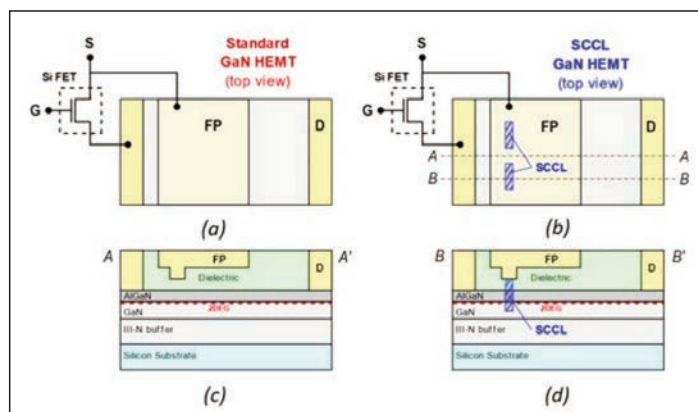 S
Standard
GaN HEMT
(top view)
Si FET
G
FP
D
(a)
S
SCCL
GaN HEMT
(top view)
Si FET
G
FP
D
SCCL
A
A
B
B
(b)
A
A'
FP
Dielectric
D
AlGaN
2DEG
GaN
III-N buffer
Silicon Substrate
(c)
B
B'
FP
Dielectric
D
AlGaN
2DEG
GaN
III-N buffer
SCCL
Silicon Substrate
(d)